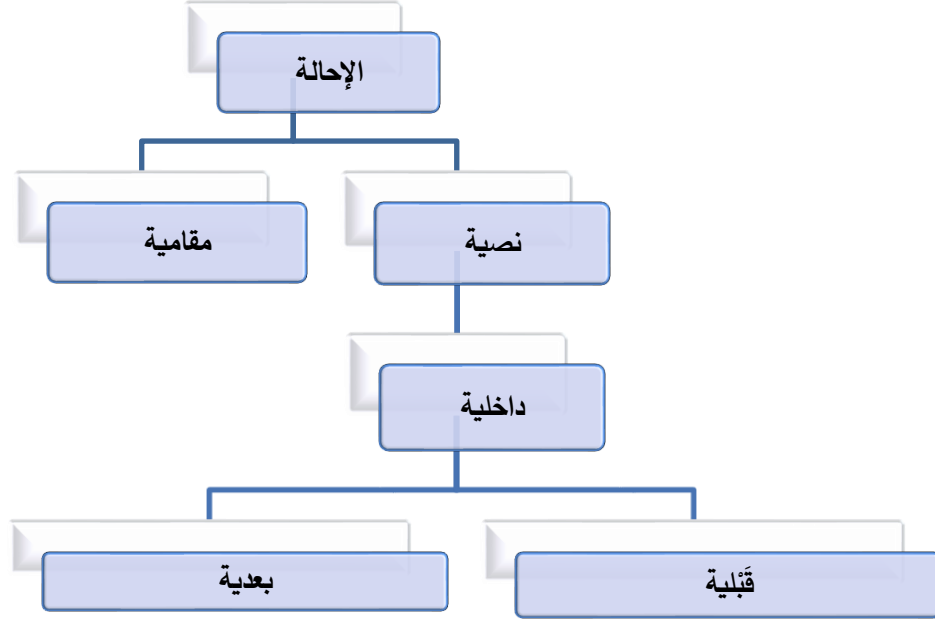 الإحالة
نصية
مقامية
داخلية
قَبْلية
بعدية